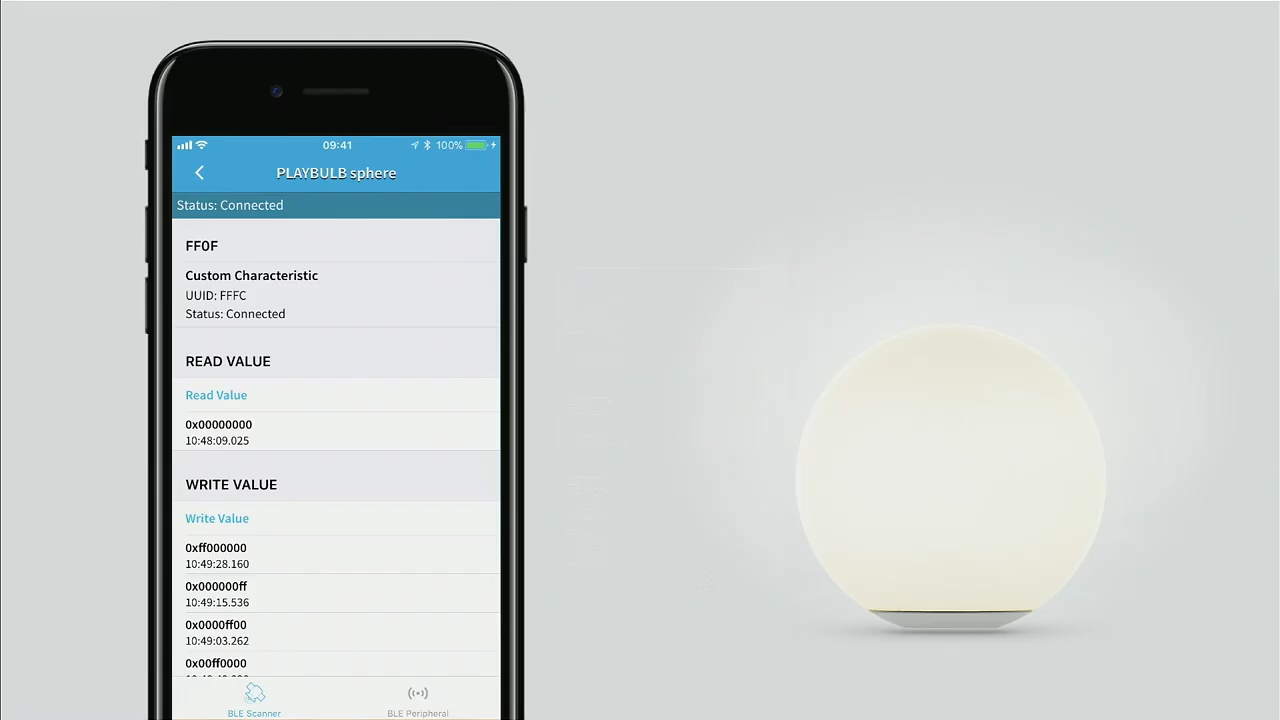 09:41
100%
PLAYBULB sphere
Status: Connected
FF0F
Custom Characteristic
UUID: FFFC
Status: Connected
READ VALUE
Read Value
0x00000000
10:48:09.025
WRITE VALUE
Write Value
0xff000000
10:49:28.160
0x000000ff
10:49:15.536
0x0000ff00
10:49:03.262
0x00ff0000
BLE Scanner
BLE Peripheral